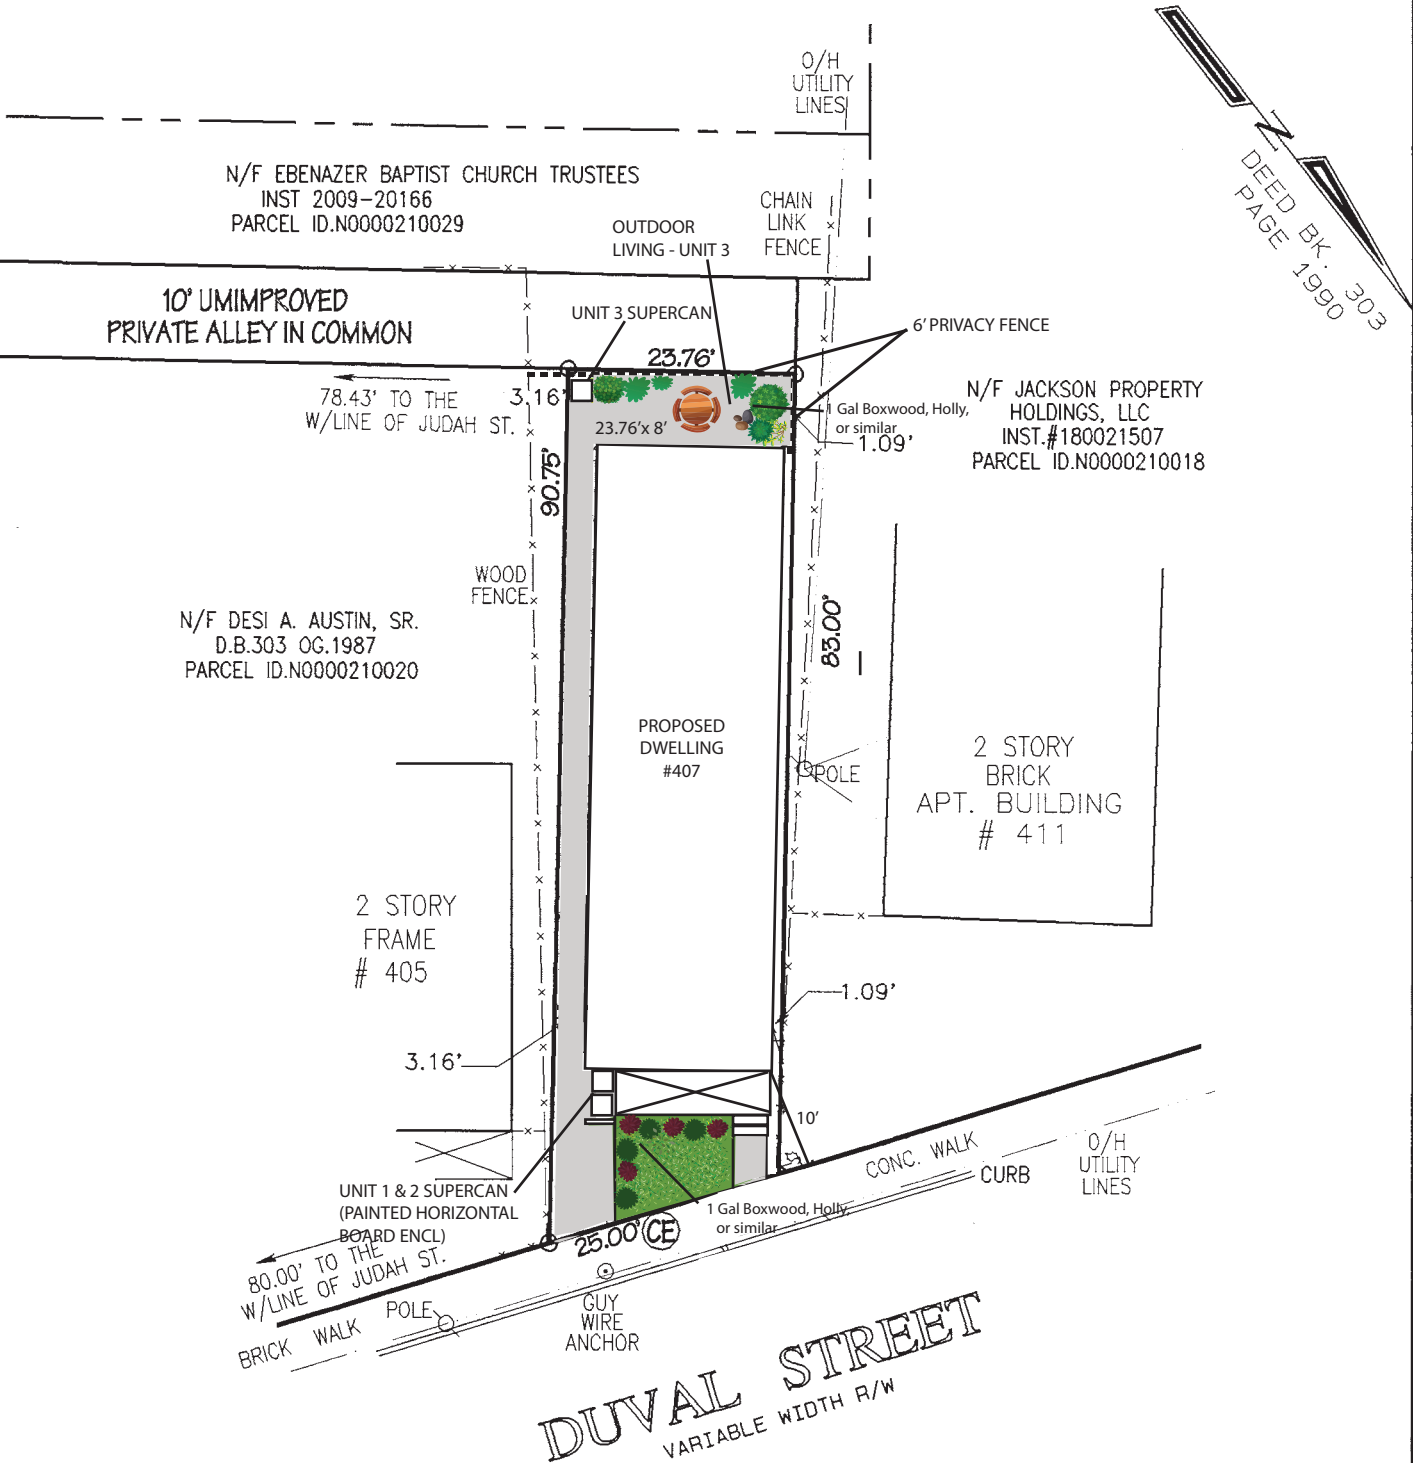 O/H
UTILITY
LINES
N
DEED BK. 303
PAGE 1990
N/F EBENAZER BAPTIST CHURCH TRUSTEES
INST 2009-20166
PARCEL ID.N0000210029
CHAIN
LINK
FENCE
OUTDOOR
LIVING - UNIT 3
10' UMIMPROVED
PRIVATE ALLEY IN COMMON
UNIT 3 SUPERCAN
6' PRIVACY FENCE
23.76'
78.43' TO THE
W/LINE OF JUDAH ST.
3.16'
23.76'x 8'
1 Gal Boxwood, Holly,
or similar
1.09'
N/F JACKSON PROPERTY
HOLDINGS, LLC
INST.#180021507
PARCEL ID.N0000210018
90.75'
WOOD
FENCE
83.00'
N/F DESI A. AUSTIN, SR.
D.B.303 OG.1987
PARCEL ID.N0000210020
PROPOSED
DWELLING
#407
POLE
2 STORY
BRICK
APT. BUILDING
# 411
2 STORY
FRAME
# 405
1.09'
3.16'
10'
CONC. WALK
O/H
UTILITY
LINES
CURB
UNIT 1 & 2 SUPERCAN
(PAINTED HORIZONTAL
BOARD ENCL)
1 Gal Boxwood, Holly,
or similar
25.00'
CE
80.00' TO THE
W/LINE OF JUDAH ST.
BRICK WALK
POLE
GUY
WIRE
ANCHOR
DUVAL STREET
VARIABLE WIDTH R/W